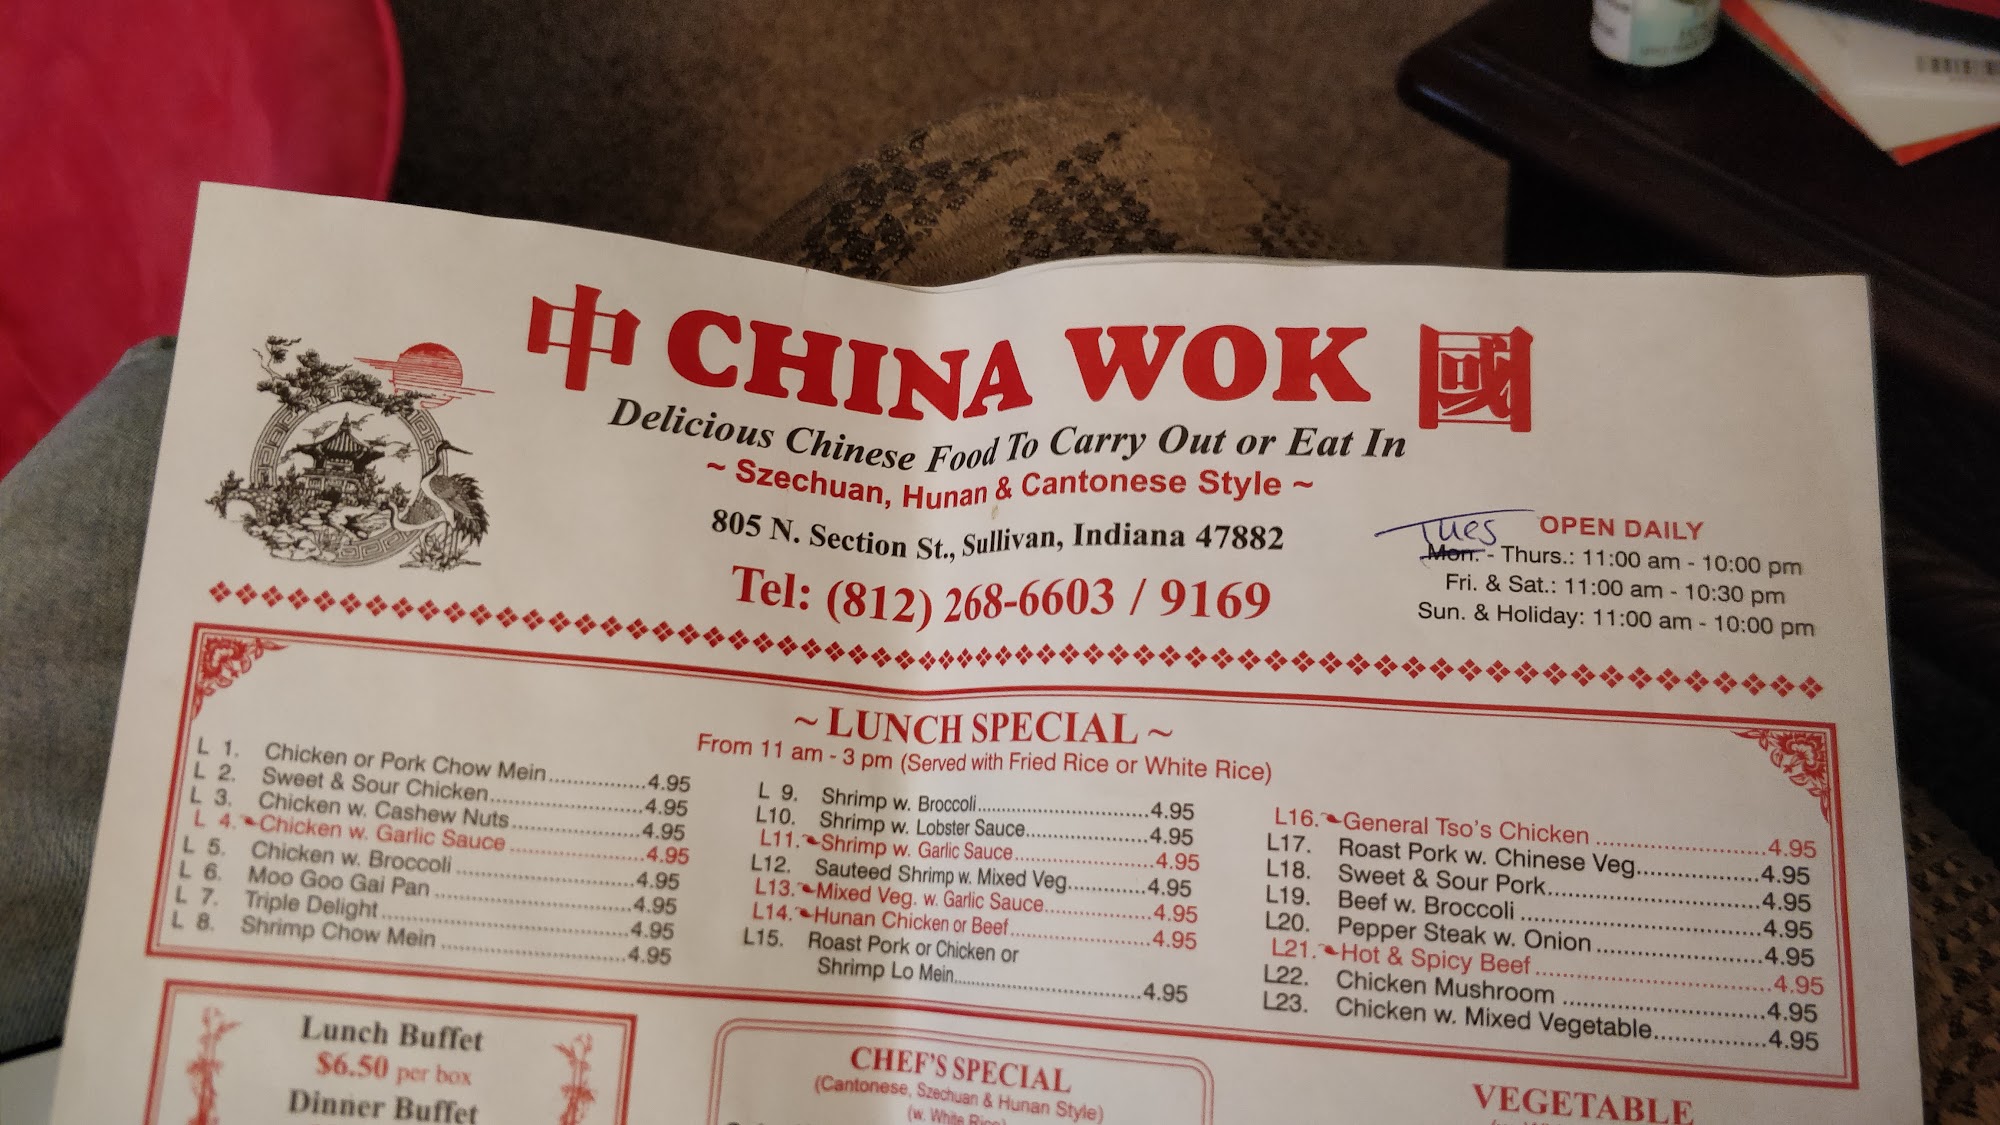 中 CHINA WOK 國
Delicious Chinese Food To Carry Out or Eat In
~ Szechuan, Hunan & Cantonese Style ~
805 N. Section St., Sullivan, Indiana 47882
Tel: (812) 268-6603 / 9169
OPEN DAILY
Tues
Mon. - Thurs.: 11:00 am - 10:00 pm
Fri. & Sat.: 11:00 am - 10:30 pm
Sun. & Holiday: 11:00 am - 10:00 pm
~ LUNCH SPECIAL ~
From 11 am - 3 pm (Served with Fried Rice or White Rice)
L 1. Chicken or Pork Chow Mein..............4.95
L 2. Sweet & Sour Chicken......................4.95
L 3. Chicken w. Cashew Nuts...................4.95
L 4. Chicken w. Garlic Sauce ....................4.95
L 5. Chicken w. Broccoli .........................4.95
L 6. Moo Goo Gai Pan ............................4.95
L 7. Triple Delight...................................4.95
L 8. Shrimp Chow Mein ..........................4.95
L 9. Shrimp w. Broccoli.........................4.95
L10. Shrimp w. Lobster Sauce.................4.95
L11. Shrimp w. Garlic Sauce....................4.95
L12. Sauteed Shrimp w. Mixed Veg...........4.95
L13. Mixed Veg. w. Garlic Sauce...............4.95
L14. Hunan Chicken or Beef.....................4.95
L15. Roast Pork or Chicken or
Shrimp Lo Mein...........................4.95
L16. General Tso's Chicken ........................4.95
L17. Roast Pork w. Chinese Veg..................4.95
L18. Sweet & Sour Pork..............................4.95
L19. Beef w. Broccoli .................................4.95
L20. Pepper Steak w. Onion .......................4.95
L21. Hot & Spicy Beef .................................4.95
L22. Chicken Mushroom ............................4.95
L23. Chicken w. Mixed Vegetable................4.95
Lunch Buffet
$6.50 per box
Dinner Buffet
CHEF'S SPECIAL
(Cantonese, Szechuan & Hunan Style)
(w. White Rice)
VEGETABLE